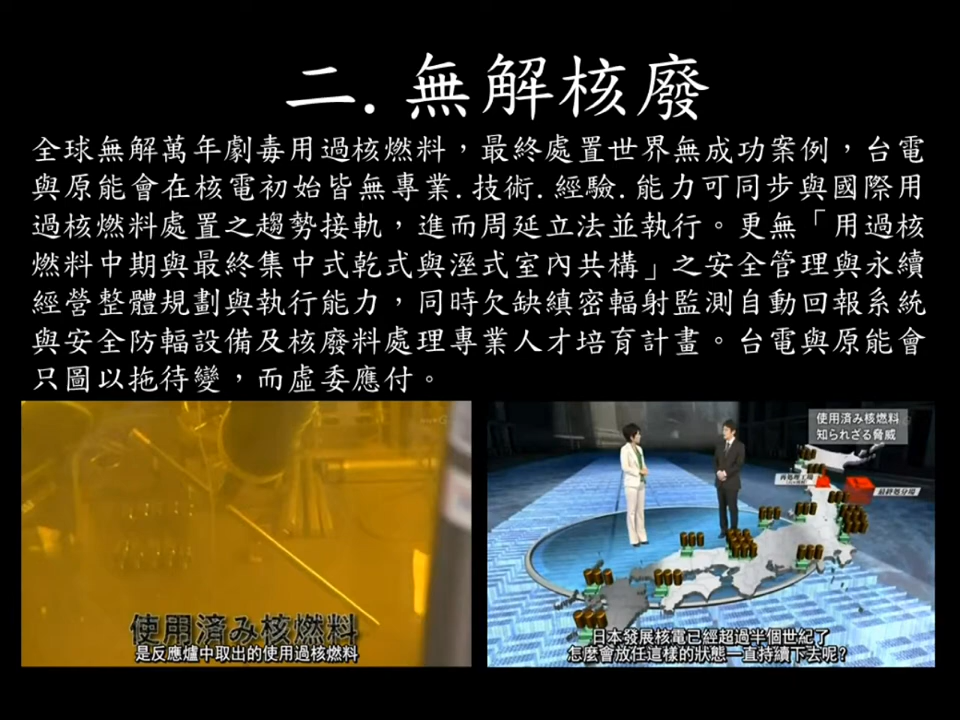 二. 無解核廢
全球無解萬年劇毒用過核燃料，最終處置世界無成功案例，台電
與原能會在核電初始皆無專業.技術.經驗.能力可同步與國際用
過核燃料處置之趨勢接軌，進而周延立法並執行。更無「用過核
燃料中期與最終集中式乾式與溼式室內共構」之安全管理與永續
經營整體規劃與執行能力，同時欠缺縝密輻射監測自動回報系統
與安全防輻設備及核廢料處理專業人才培育計畫。台電與原能會
只圖以拖待變，而虛委應付。
使用済み核燃料
是反應爐中取出的使用過核燃料
使用済み核燃料
知られざる脅威
再処理工場
最終処分場
日本發展核電已經超過半個世紀了
怎麼會放任這樣的狀態一直持續下去呢?